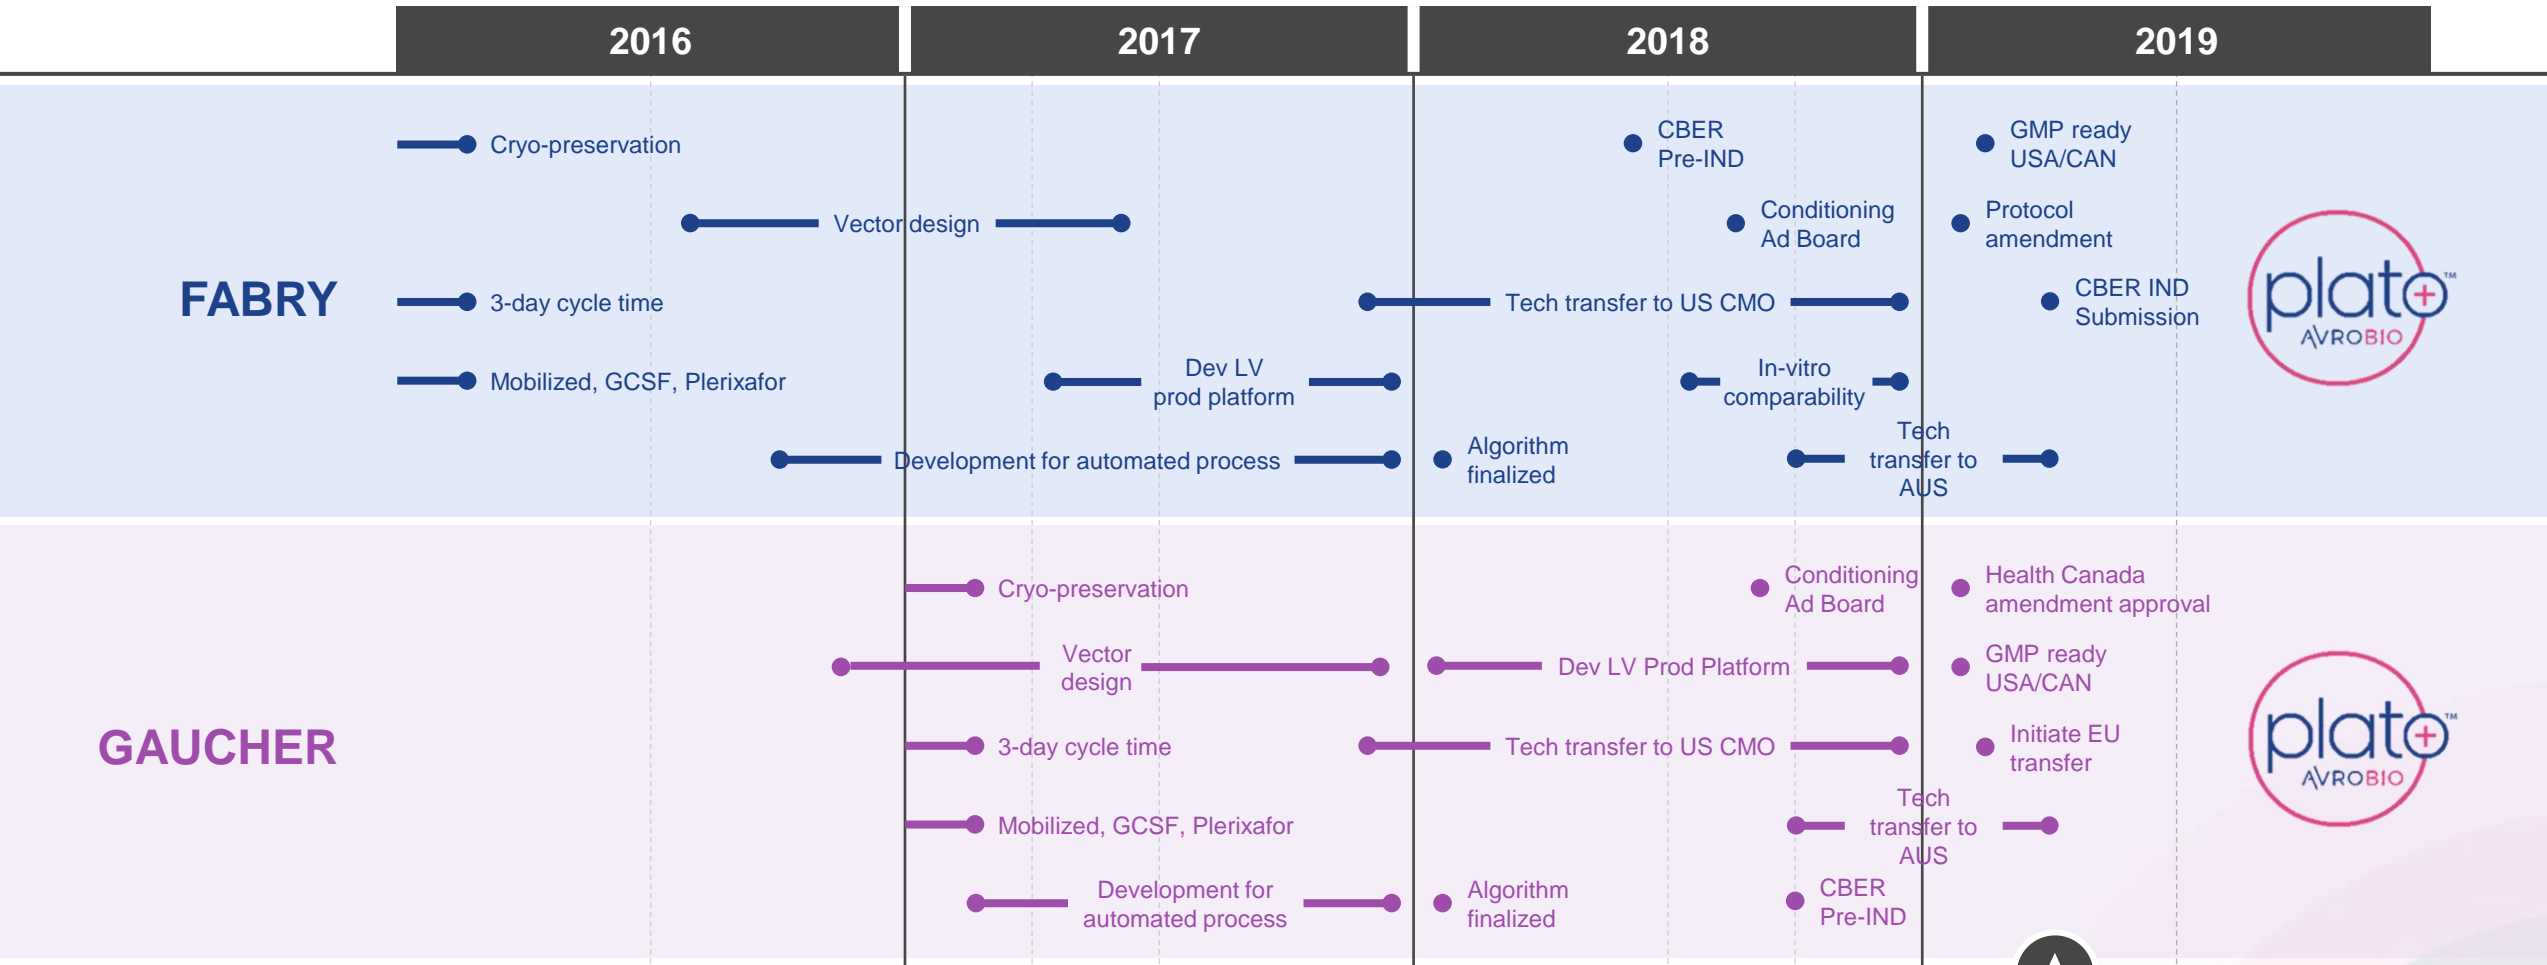 2016
2017
2018
2019
FABRY
Cryo-preservation
CBER
Pre-IND
GMP ready
USA/CAN
Vector design
Conditioning
Ad Board
Protocol
amendment
3-day cycle time
Tech transfer to US CMO
CBER IND
Submission
Mobilized, GCSF, Plerixafor
Dev LV
prod platform
In-vitro
comparability
Development for automated process
Algorithm
finalized
Tech
transfer to
AUS
plato+™
AVROBIO
GAUCHER
Cryo-preservation
Conditioning
Ad Board
Health Canada
amendment approval
Vector
design
Dev LV Prod Platform
GMP ready
USA/CAN
3-day cycle time
Tech transfer to US CMO
Initiate EU
transfer
Mobilized, GCSF, Plerixafor
Tech
transfer to
AUS
Development for
automated process
Algorithm
finalized
CBER
Pre-IND
plato+™
AVROBIO